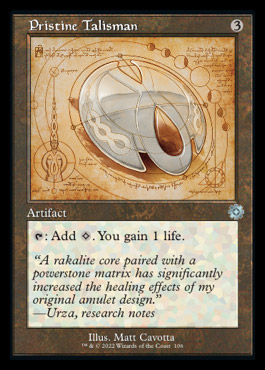 Pristine Talisman 3
Artifact
: Add . You gain 1 life.
“A rakalite core paired with a
powerstone matrix has significantly
increased the healing effects of my
original amulet design.”
—Urza, research notes
Illus. Matt Cavotta
™ & © 2022 Wizards of the Coast 104